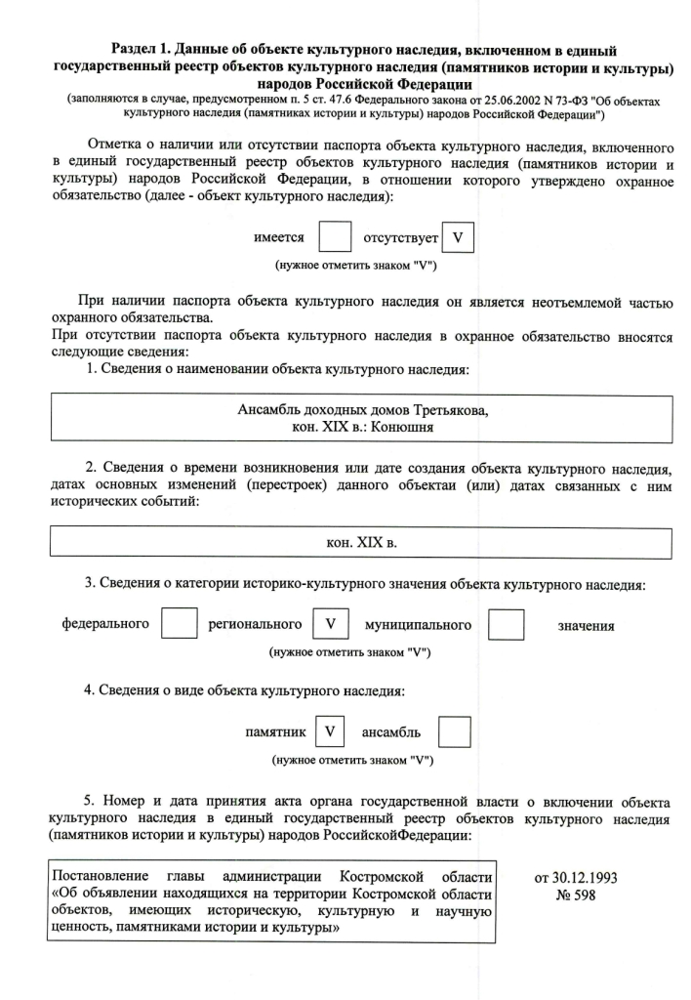 Раздел 1. Данные об объекте культурного наследия, включенном в единый
государственный реестр объектов культурного наследия (памятников истории и культуры)
народов Российской Федерации
(заполняются в случае, предусмотренном п. 5 ст. 47.6 Федерального закона от 25.06.2002 N 73-ФЗ "Об объектах
культурного наследия (памятниках истории и культуры) народов Российской Федерации")
Отметка о наличии или отсутствии паспорта объекта культурного наследия, включенного
в единый государственный реестр объектов культурного наследия (памятников истории и
культуры) народов Российской Федерации, в отношении которого утверждено охранное
обязательство (далее - объект культурного наследия):
имеется отсутствует V
(нужное отметить знаком "V")
При наличии паспорта объекта культурного наследия он является неотъемлемой частью
охранного обязательства.
При отсутствии паспорта объекта культурного наследия в охранное обязательство вносятся
следующие сведения:
1. Сведения о наименовании объекта культурного наследия:
Ансамбль доходных домов Третьякова,
кон. XIX в.: Конюшня
2. Сведения о времени возникновения или дате создания объекта культурного наследия,
датах основных изменений (перестроек) данного объектаи (или) датах связанных с ним
исторических событий:
кон. XIX в.
3. Сведения о категории историко-культурного значения объекта культурного наследия:
федерального регионального V муниципального значения
(нужное отметить знаком "V")
4. Сведения о виде объекта культурного наследия:
памятник V ансамбль
(нужное отметить знаком "V")
5. Номер и дата принятия акта органа государственной власти о включении объекта
культурного наследия в единый государственный реестр объектов культурного наследия
(памятников истории и культуры) народов РоссийскойФедерации:
Постановление главы администрации Костромской области от 30.12.1993
«Об объявлении находящихся на территории Костромской области № 598
объектов, имеющих историческую, культурную и научную
ценность, памятниками истории и культуры»